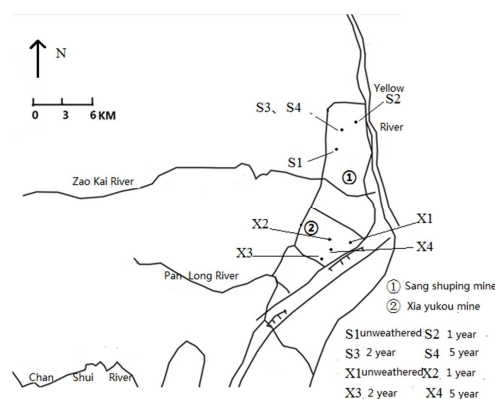 N
0 3 6 KM
Yellow
River
S2
S3、S4
S1
①
Zao Kai River
X2
②
X1
X3
X4
Pan Long River
① Sang shuping mine
② Xia yukou mine
S1unweathered S2 1 year
S3 2 year S4 5 year
X1unweathered X2 1 year
X3 2 year X4 5 year
Chan Shui River